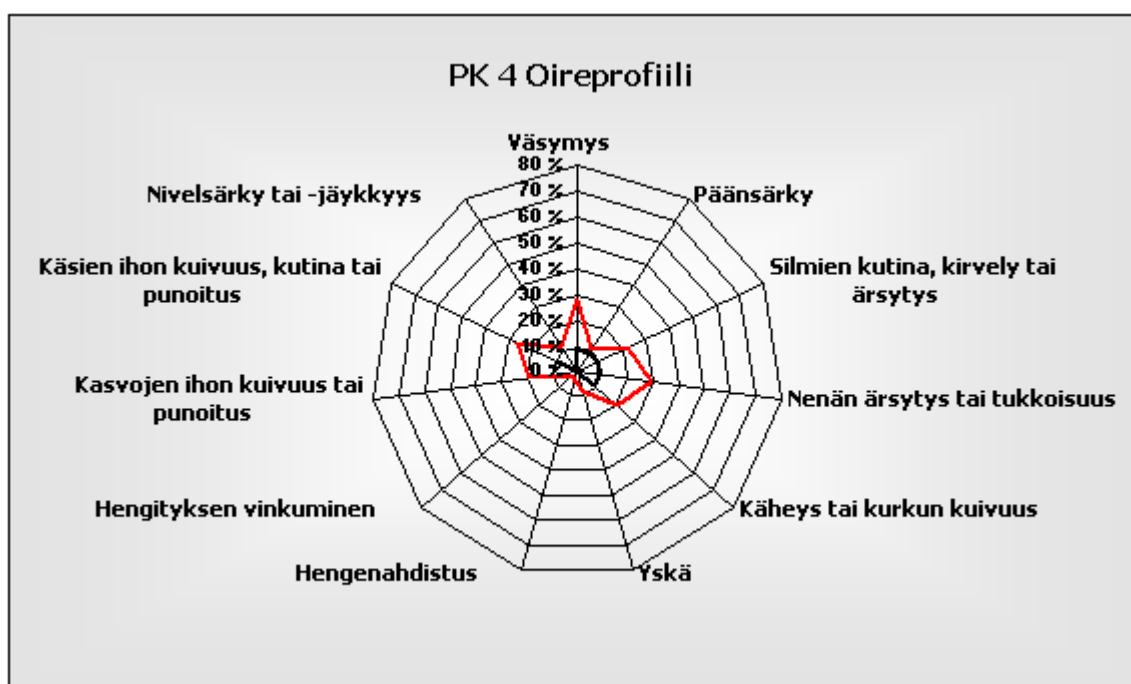 PK 4 Oireprofiili
Väsymys
80 %
70 %
60 %
50 %
40 %
30 %
20 %
10 %
0 %
Päänsärky
Silmien kutina, kirvely tai
ärsytys
Nenän ärsytys tai tukkoisuus
Käheys tai kurkun kuivuus
Yskä
Hengenahdistus
Hengityksen vinkuminen
Kasvojen ihon kuivuus tai
punoitus
Käsien ihon kuivuus, kutina tai
punoitus
Nivelsärky tai -jäykkyys